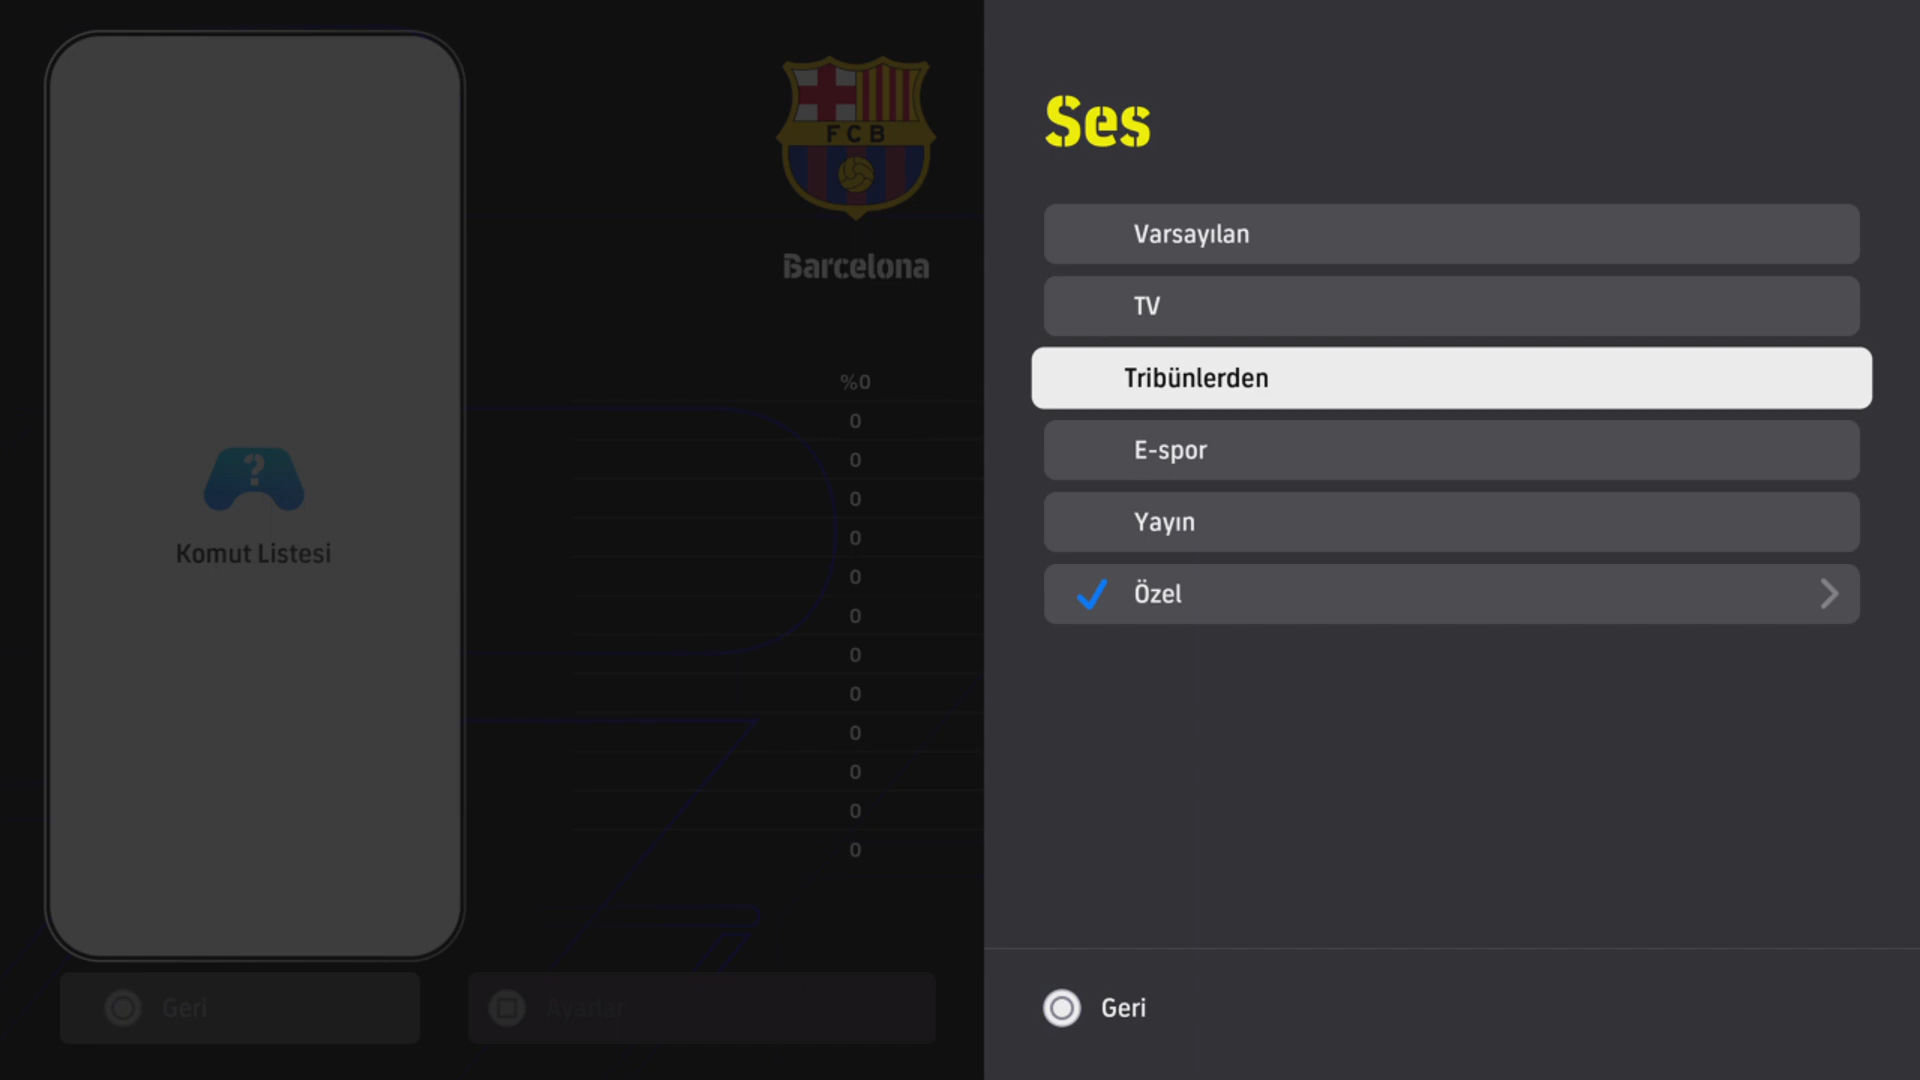 FCB
Barcelona
%0
0
0
0
0
0
0
0
0
0
0
0
0
?
Komut Listesi
Geri
Ayarlar
Ses
Varsayılan
TV
Tribünlerden
E-spor
Yayın
Özel
Geri